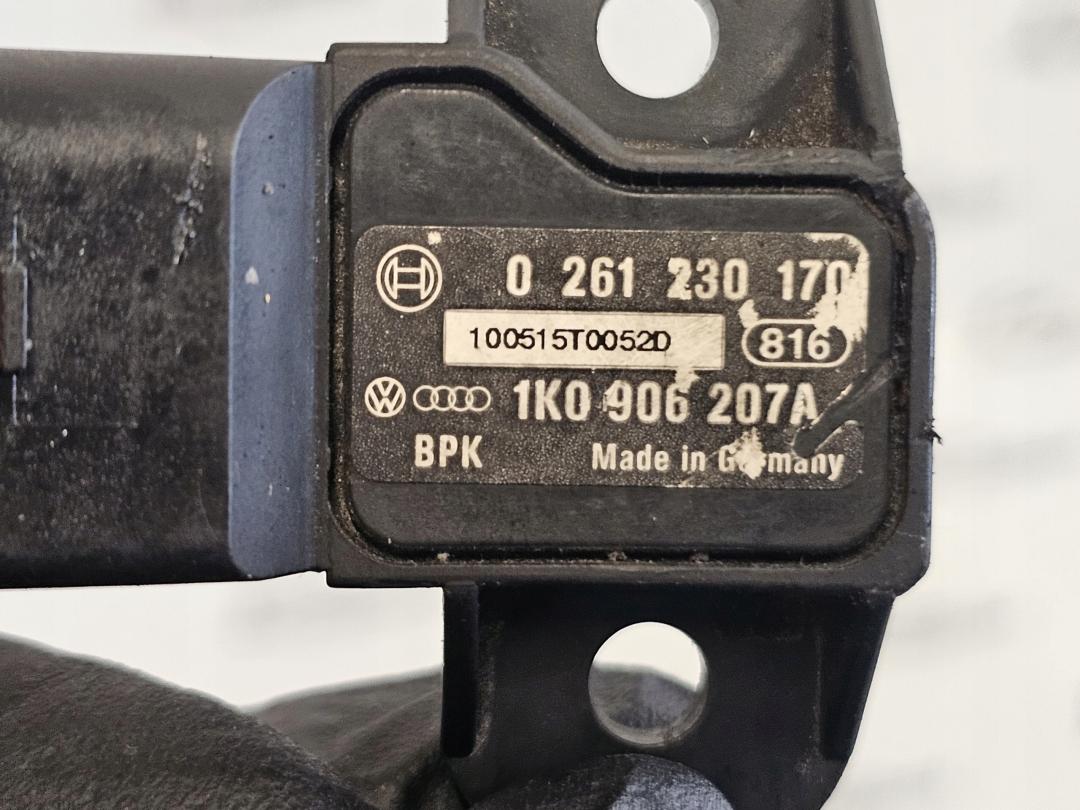 0 261 230 170
100515T0052D
816
1K0 906 207A
BPK
Made in Germany